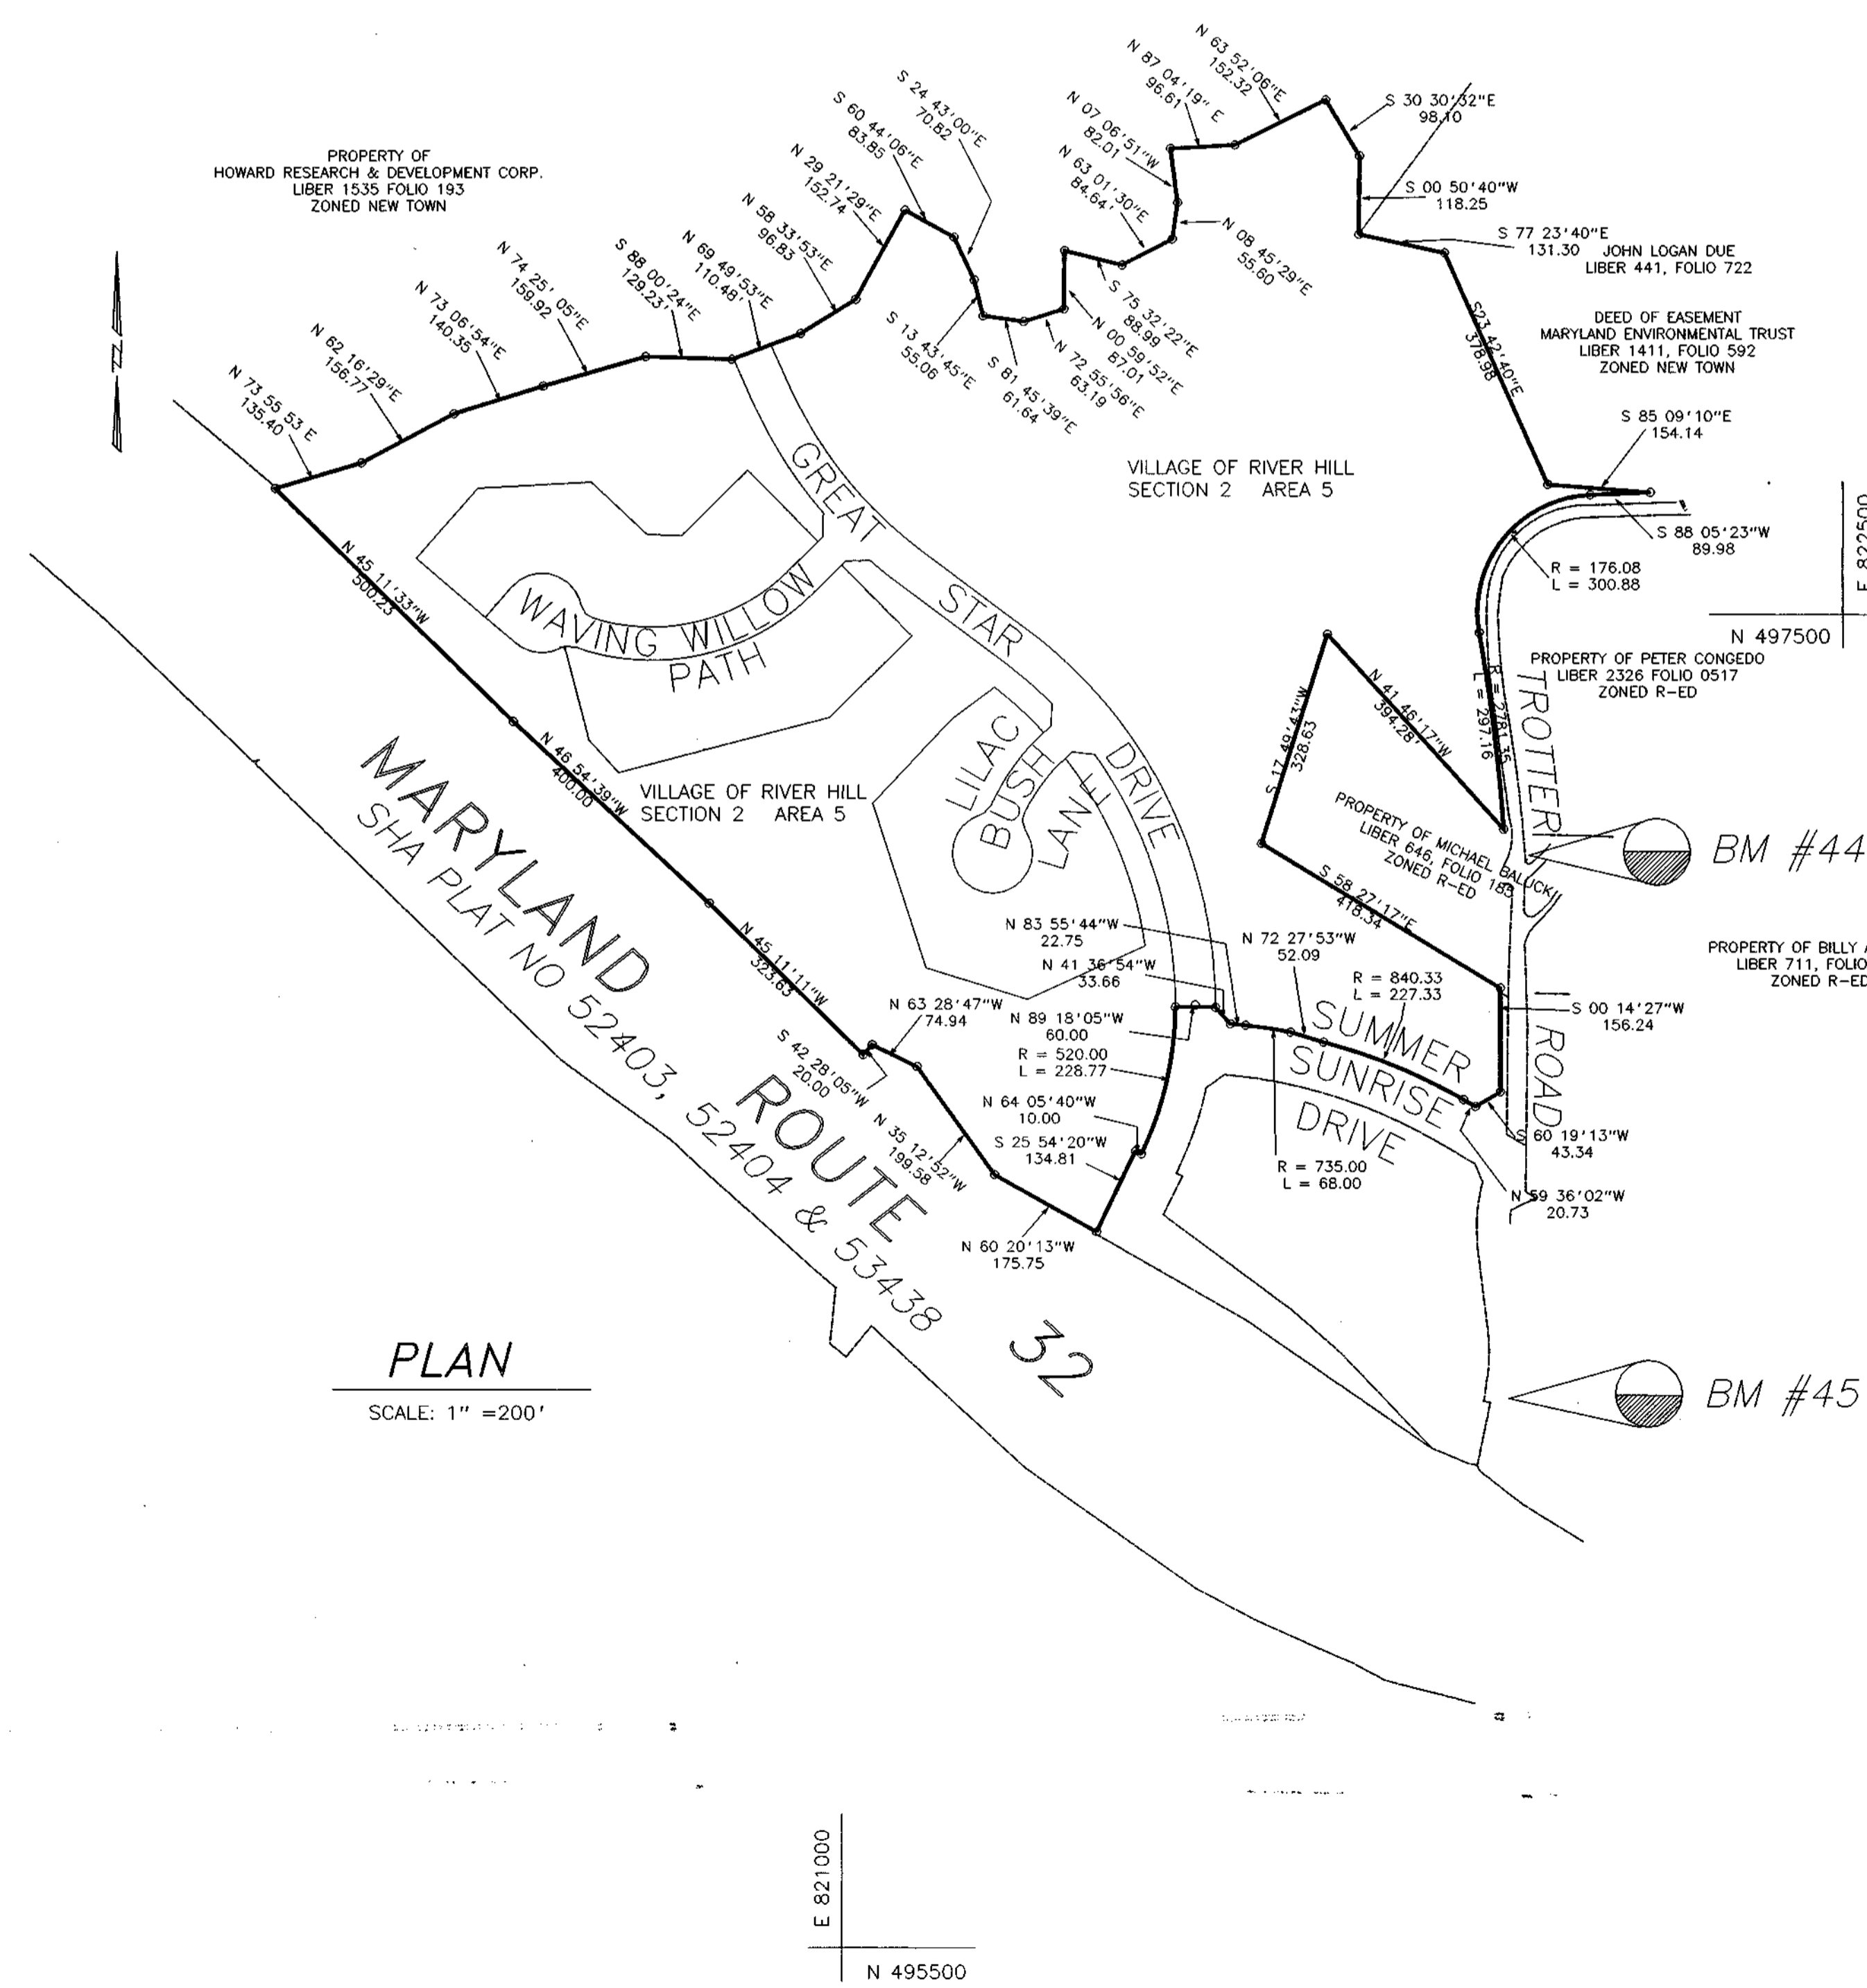 PROPERTY OF
HOWARD RESEARCH & DEVELOPMENT CORP.
LIBER 1535 FOLIO 193
ZONED NEW TOWN
N 73 55 53 E
135.40
N 62 16'29"E
156.77
N 73 06'54"E
140.35
N 74 25' 05"E
159.92
S 88 00'24"E
129.23'
N 69 49'53"E
110.48'
N 58 33'53"E
96.83
N 29 21'29"E
152.74
S 60 44'06"E
83.85
S 24 43'00"E
70.82
S 13 43'45"E
55.06
S 81 45'39"E
61.64
N 72 55'56"E
63.19
N 00 59'52"E
87.01
S 75 32'22"E
88.99
N 63 01'30"E
84.64'
N 08 45'29"E
55.60
N 07 06'51"W
82.01
N 87 04'19" E
96.61
N 63 52'06"E
152.32
S 30 30'32"E
98.10
S 00 50'40"W
118.25
S 77 23'40"E
131.30
JOHN LOGAN DUE
LIBER 441, FOLIO 722
DEED OF EASEMENT
MARYLAND ENVIRONMENTAL TRUST
LIBER 1411, FOLIO 592
ZONED NEW TOWN
S23 42'40"E
378.98
S 85 09'10"E
154.14
S 88 05'23"W
89.98
R = 176.08
L = 300.88
E 822500
N 497500
PROPERTY OF PETER CONGEDO
LIBER 2326 FOLIO 0517
ZONED R-ED
R = 2781.35
L = 297.16
TROTTER
ROAD
VILLAGE OF RIVER HILL
SECTION 2 AREA 5
GREAT
STAR
DRIVE
WAVING WILLOW
PATH
LILAC
BUSH
LANE
N 45 11'33"W
500.23
N 46 54'39"W
400.00
VILLAGE OF RIVER HILL
SECTION 2 AREA 5
N 45 11'11"W
323.63
N 41 46'17"W
394.28'
S 17 49'43"W
328.63
PROPERTY OF MICHAEL BALUCKI
LIBER 646, FOLIO 185
ZONED R-ED
S 58 27'17"E
418.34
BM #44
PROPERTY OF BILLY
LIBER 711, FOLIO
ZONED R-ED
S 00 14'27"W
156.24
N 83 55'44"W
22.75
N 41 36'54"W
33.66
N 72 27'53"W
52.09
R = 840.33
L = 227.33
N 89 18'05"W
60.00
R = 520.00
L = 228.77
N 64 05'40"W
10.00
S 25 54'20"W
134.81
SUMMER
SUNRISE
DRIVE
R = 735.00
L = 68.00
S 60 19'13"W
43.34
N 59 36'02"W
20.73
N 63 28'47"W
74.94
S 42 28'05"W
20.00
N 35 12'52"W
199.58
N 60 20'13"W
175.75
MARYLAND
ROUTE
32
SHA PLAT NO 52403, 52404 & 53438
BM #45
PLAN
SCALE: 1" =200'
E 821000
N 495500